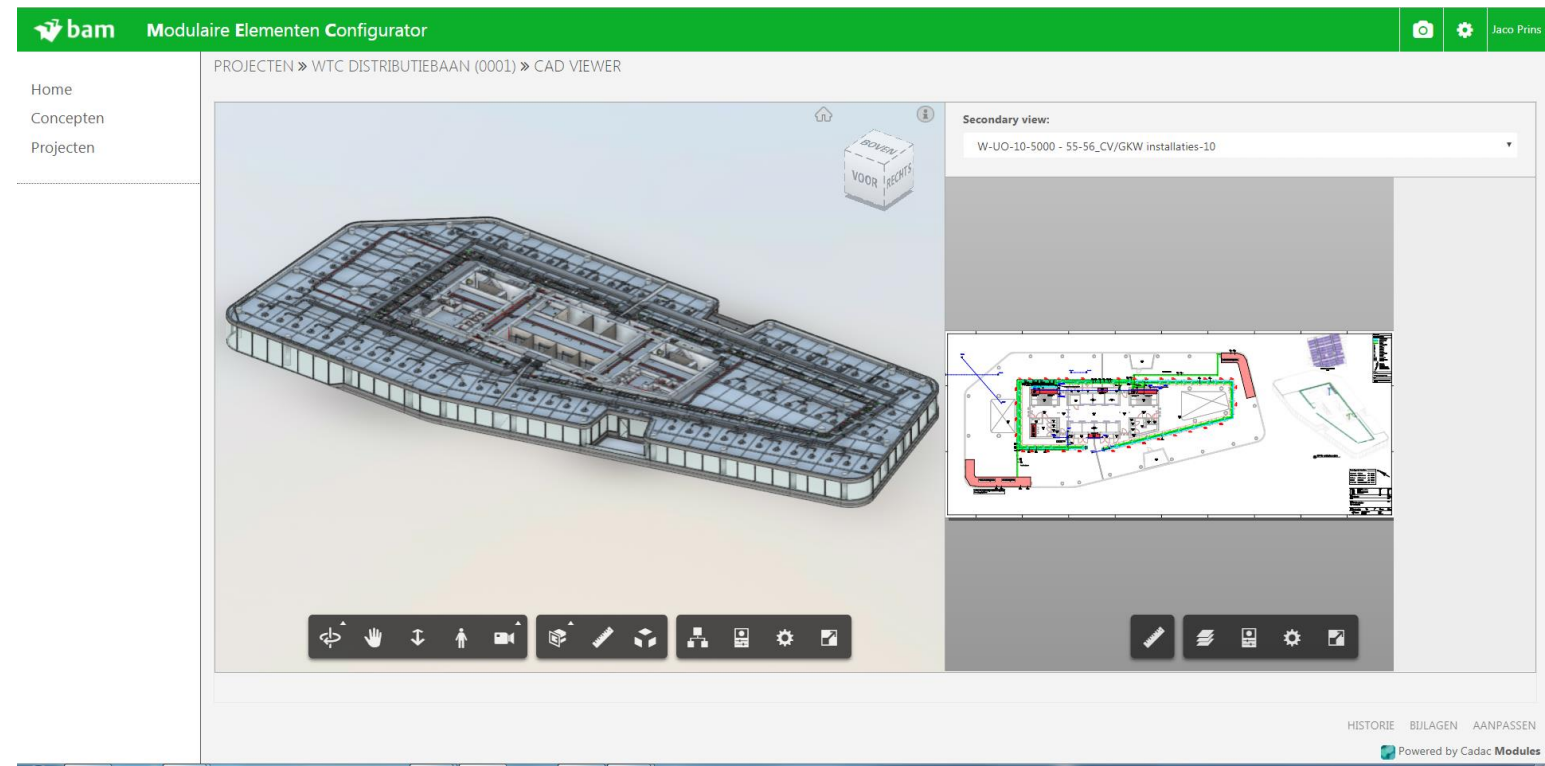 bam Modulaire Elementen Configurator Jaco Prins
Home
Concepten
Projecten
PROJECTEN » WTC DISTRIBUTIEBAAN (0001) » CAD VIEWER
BOVEN
VOOR RECHTS
Secondary view:
W-UO-10-5000 - 55-56_CV/GKW installaties-10
HISTORIE BIJLAGEN AANPASSEN
Powered by Cadac Modules